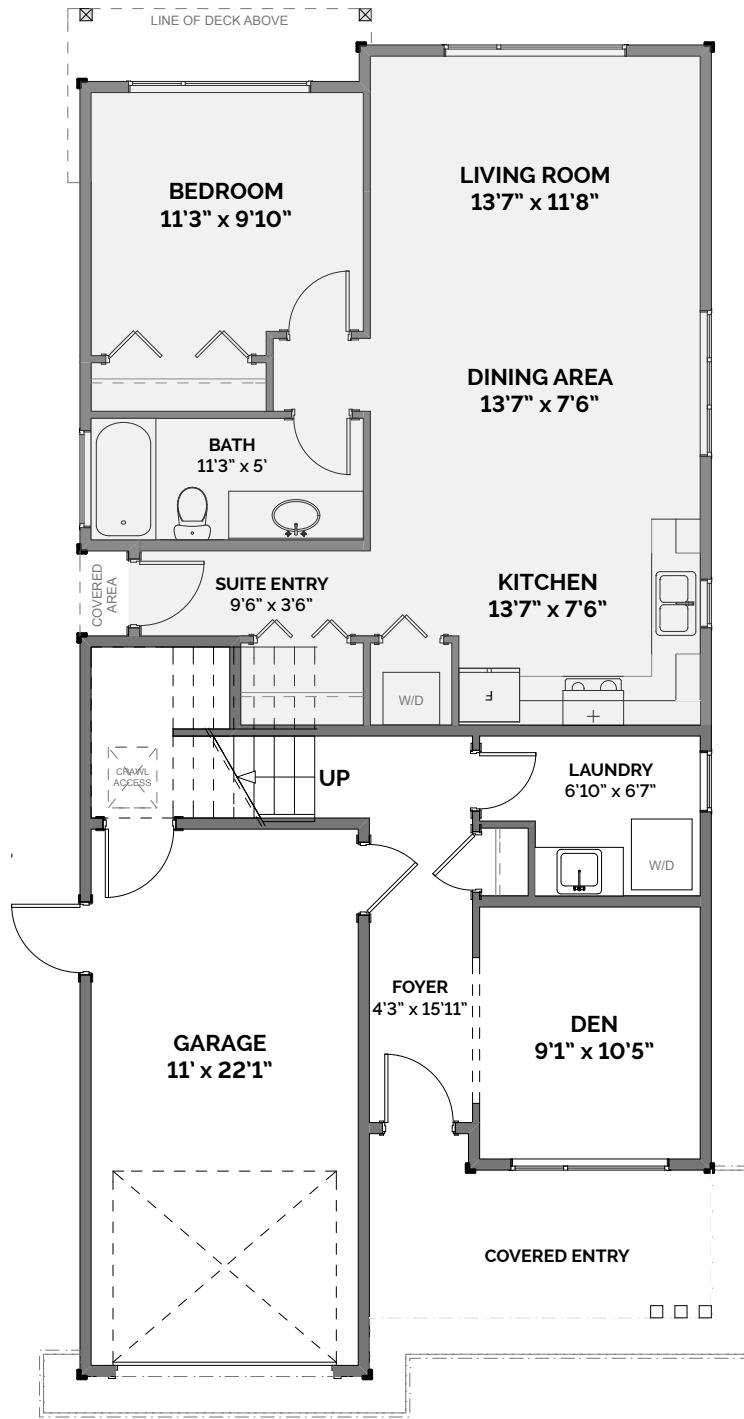 LINE OF DECK ABOVE
BEDROOM
11'3” x 9'10”
LIVING ROOM
13'7” x 11'8”
DINING AREA
13'7” x 7'6”
BATH
11'3” x 5'
COVERED
AREA
SUITE ENTRY
9'6” x 3'6”
KITCHEN
13'7” x 7'6”
W/D
F
CRAWL
ACCESS
UP
LAUNDRY
6'10” x 6'7”
W/D
FOYER
4'3” x 15'11”
DEN
9'1” x 10'5”
GARAGE
11' x 22'1”
COVERED ENTRY